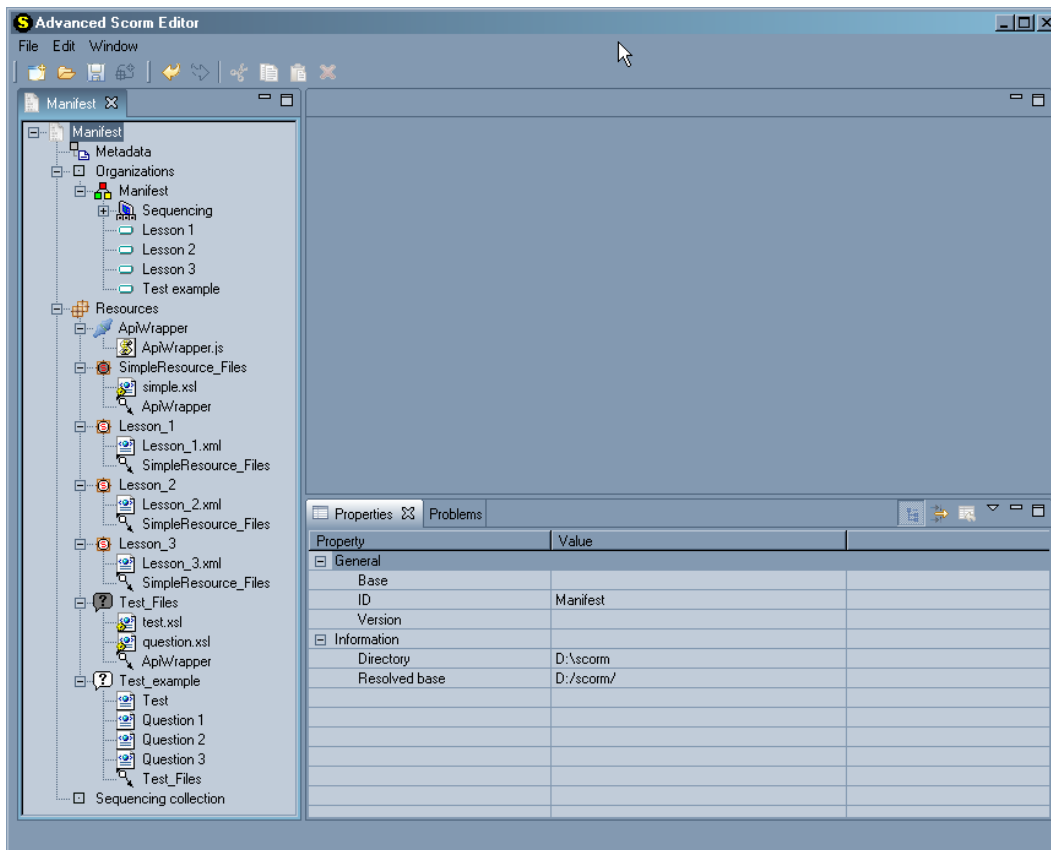 Advanced Scorm Editor
File Edit Window
Manifest
Manifest
Metadata
Organizations
Manifest
Sequencing
Lesson 1
Lesson 2
Lesson 3
Test example
Resources
ApiWrapper
ApiWrapper.js
SimpleResource_Files
simple.xsl
ApiWrapper
Lesson_1
Lesson_1.xml
SimpleResource_Files
Lesson_2
Lesson_2.xml
SimpleResource_Files
Lesson_3
Lesson_3.xml
SimpleResource_Files
Test_Files
test.xsl
question.xsl
ApiWrapper
Test_example
Test
Question 1
Question 2
Question 3
Test_Files
Sequencing collection
Properties Problems
Property Value
General
Base
ID Manifest
Version
Information
Directory D:\scorm
Resolved base D:/scorm/